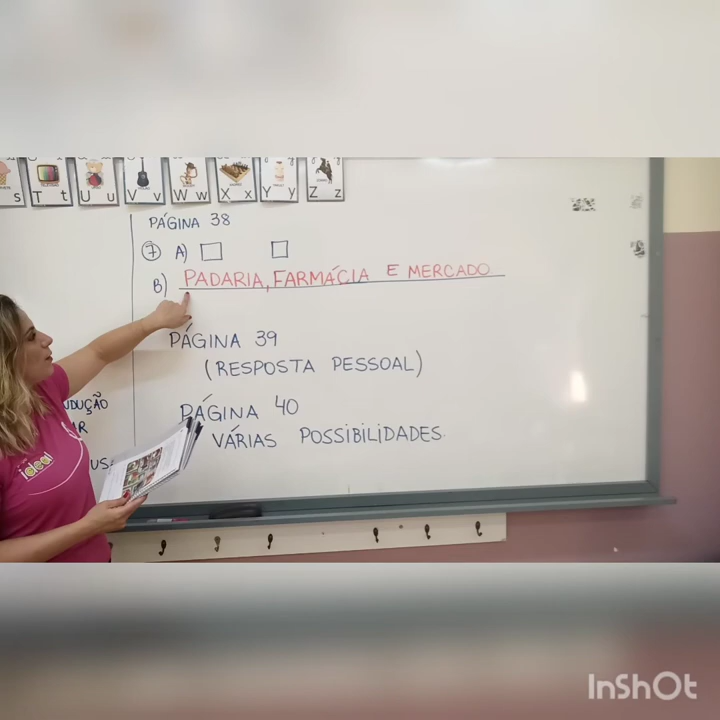 s T t U u V v W w X x Y y Z z
PÁGINA 38
7 A)
B) PADARIA, FARMÁCIA E MERCADO
PÁGINA 39
(RESPOSTA PESSOAL)
PÁGINA 40
VÁRIAS POSSIBILIDADES.
ideal
InShOt